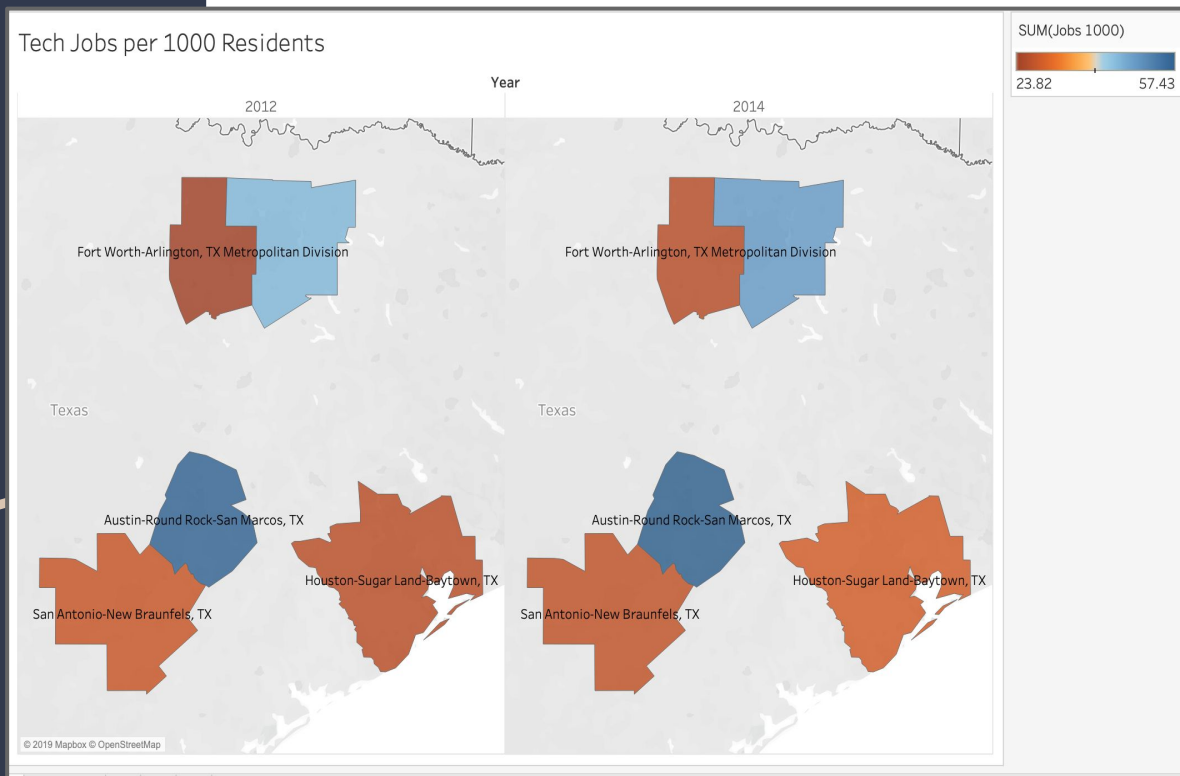 Tech Jobs per 1000 Residents
SUM(Jobs 1000)
23.82 57.43
Year
2012 2014
Fort Worth-Arlington, TX Metropolitan Division Fort Worth-Arlington, TX Metropolitan Division
Texas Texas
Austin-Round Rock-San Marcos, TX Austin-Round Rock-San Marcos, TX
Houston-Sugar Land-Baytown, TX Houston-Sugar Land-Baytown, TX
San Antonio-New Braunfels, TX San Antonio-New Braunfels, TX
© 2019 Mapbox © OpenStreetMap